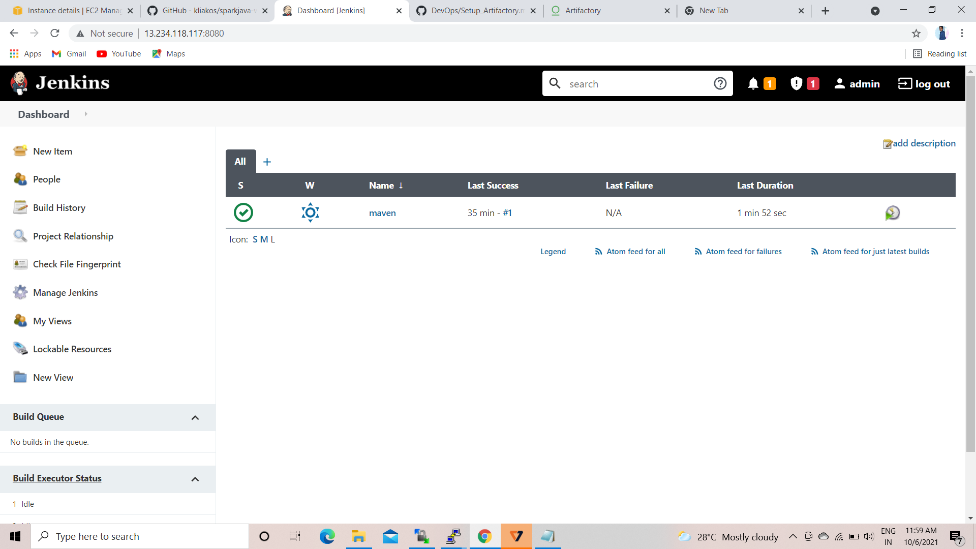 Instance details | EC2 Manag
GitHub - kliakos/sparkjava-
Dashboard [Jenkins]
DevOps/Setup_Artifactory.m
Artifactory
New Tab
Not secure | 13.234.118.117:8080
Apps
Gmail
YouTube
Maps
Reading list
Jenkins
search
1
1
admin
log out
Dashboard
add description
New Item
People
Build History
Project Relationship
Check File Fingerprint
Manage Jenkins
My Views
Lockable Resources
New View
All +
S W Name ↓ Last Success Last Failure Last Duration
maven 35 min - #1 N/A 1 min 52 sec
Icon: S M L
Legend Atom feed for all Atom feed for failures Atom feed for just latest builds
Build Queue
No builds in the queue.
Build Executor Status
1 Idle
Type here to search
28°C Mostly cloudy
ENG
IN
11:59 AM
10/6/2021
7